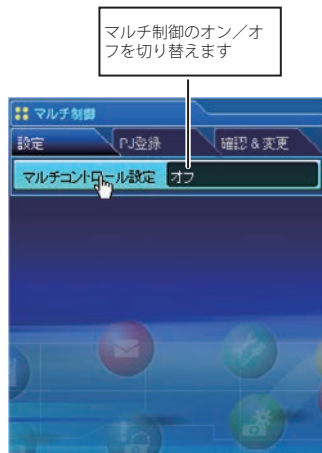 マルチ制御のオン／オ
フを切り替えます
マルチ制御
設定 PJ登録 確認 & 変更
マルチコントロール設定 オフ